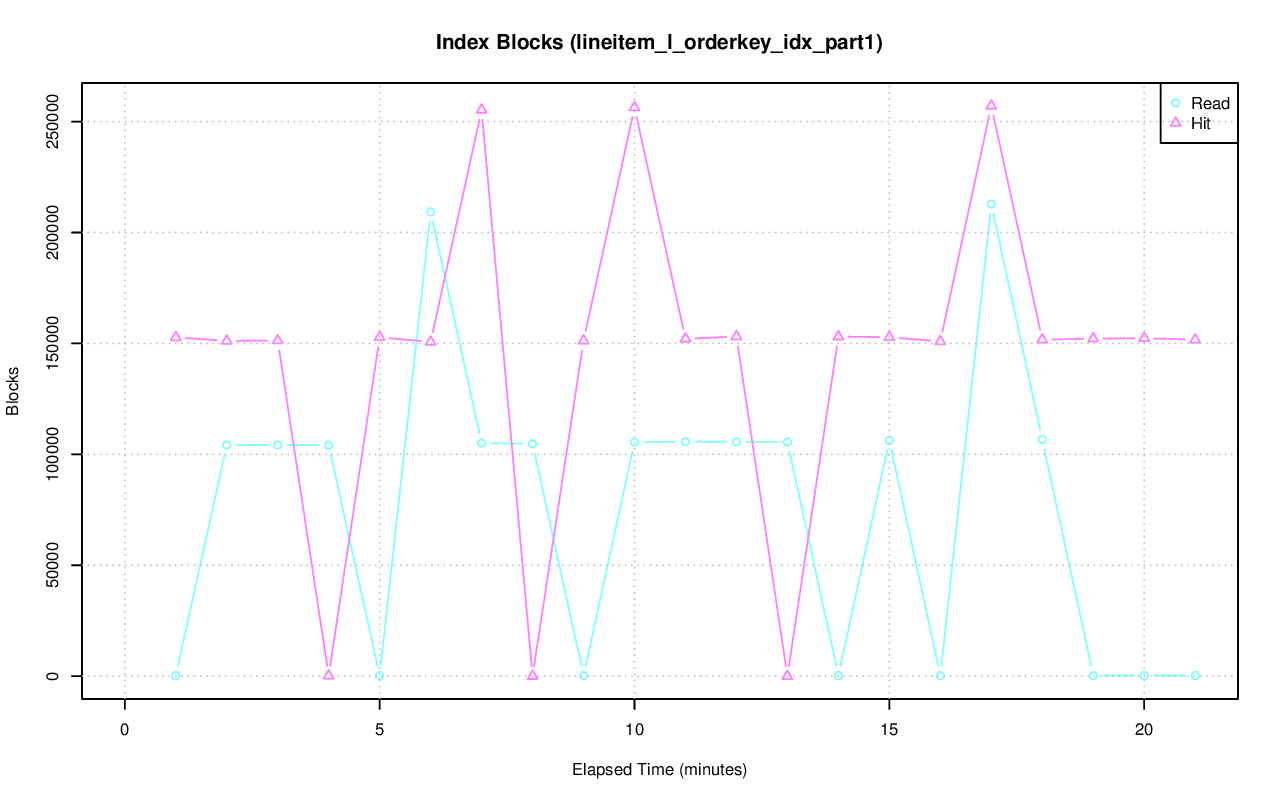 Index Blocks (lineitem_l_orderkey_idx_part1)
Read
Hit
Blocks
250000
200000
150000
100000
50000
0
0 5 10 15 20
Elapsed Time (minutes)